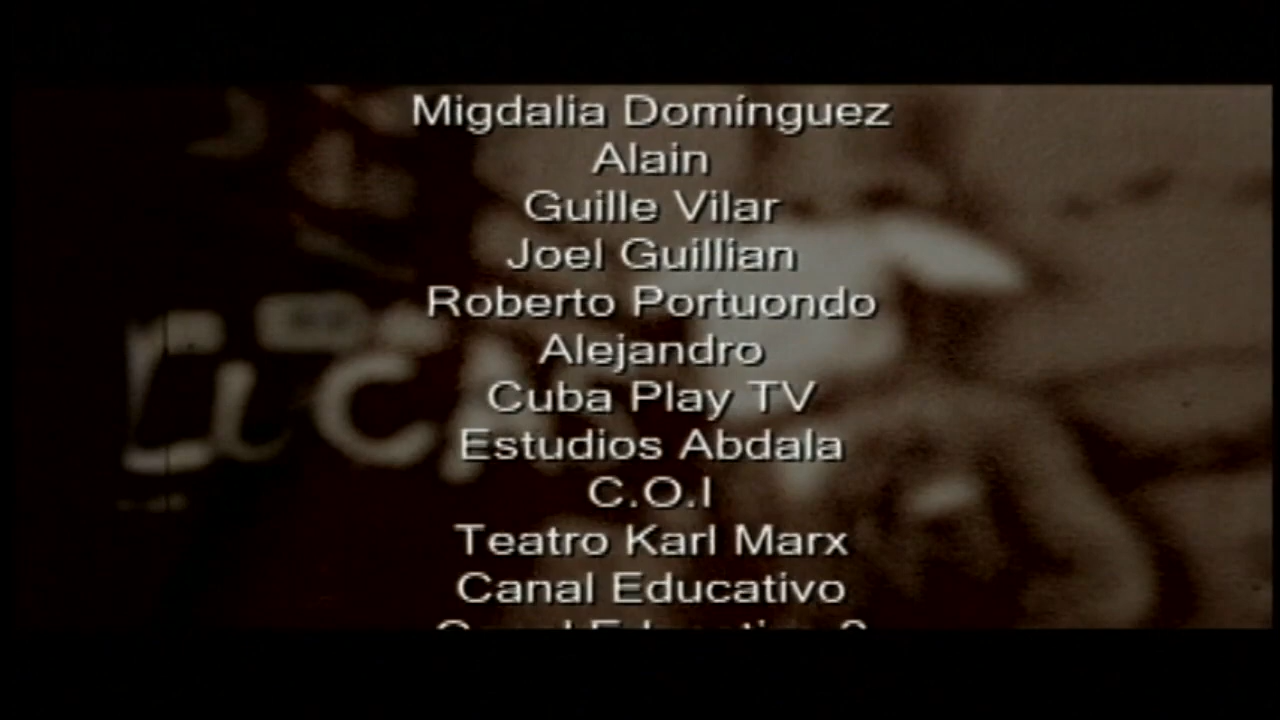 Migdalia Domínguez
Alain
Guille Vilar
Joel Guillian
Roberto Portuondo
Alejandro
Cuba Play TV
Estudios Abdala
C.O.I
Teatro Karl Marx
Canal Educativo